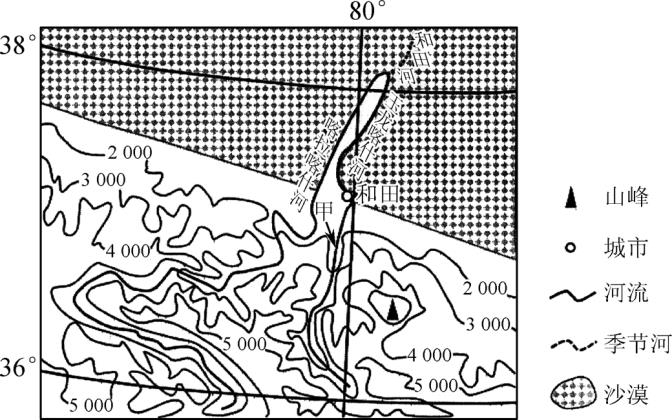 80°
38°
和田河
玉龙喀什河
喀拉喀什河
和田
甲
2 000
3 000
4 000
2 000
3 000
5 000
4 000
5 000
36°
5 000
山峰
城市
河流
季节河
沙漠